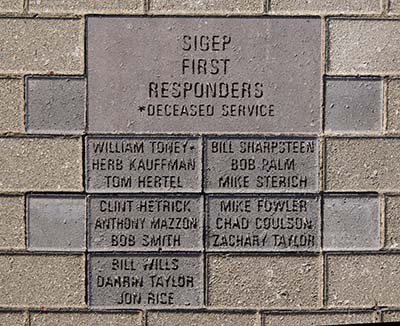 SIGEP
FIRST
RESPONDERS
*DECEASED SERVICE
WILLIAM TONEY*
HERB KAUFFMAN
TOM HERTEL
BILL SHARPSTEEN
BOB PALM
MIKE STERICH
CLINT HETRICK
ANTHONY MAZZON
BOB SMITH
MIKE FOWLER
CHAD COULSON
ZACHARY TAYLOR
BILL WILLS
DARRIN TAYLOR
JON RICE